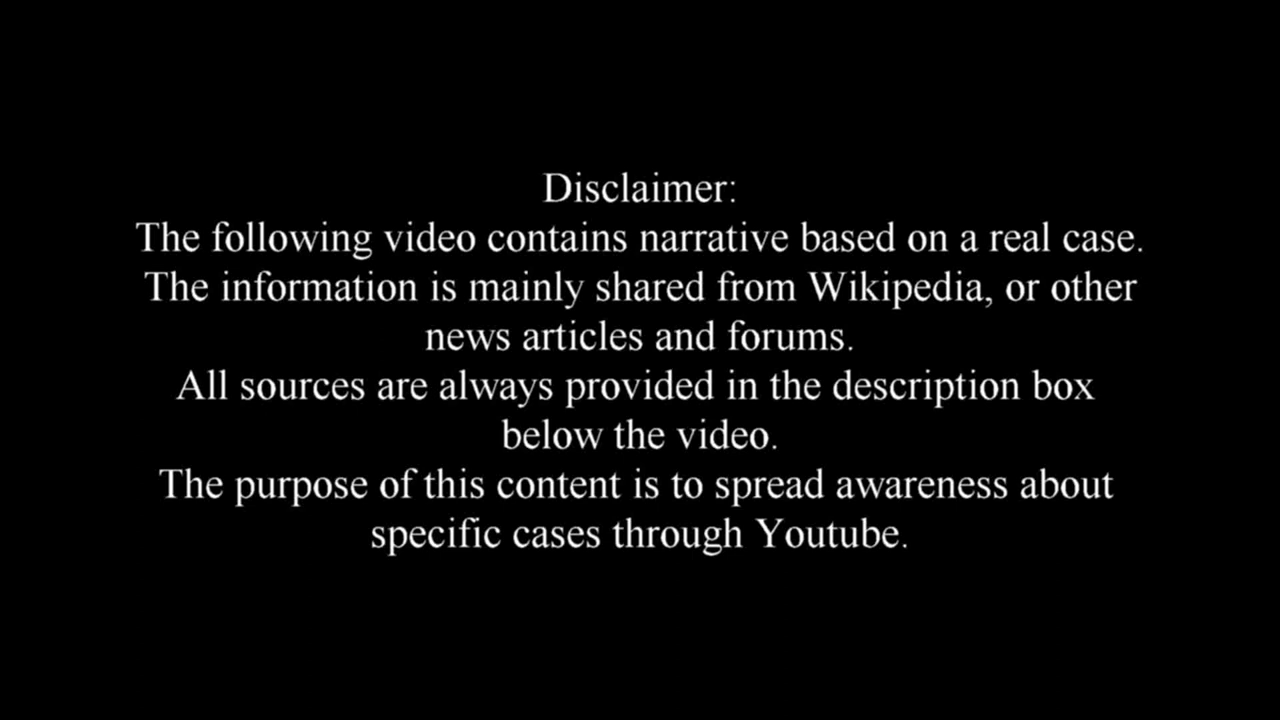 Disclaimer:
The following video contains narrative based on a real case.
The information is mainly shared from Wikipedia, or other
news articles and forums.
All sources are always provided in the description box
below the video.
The purpose of this content is to spread awareness about
specific cases through Youtube.